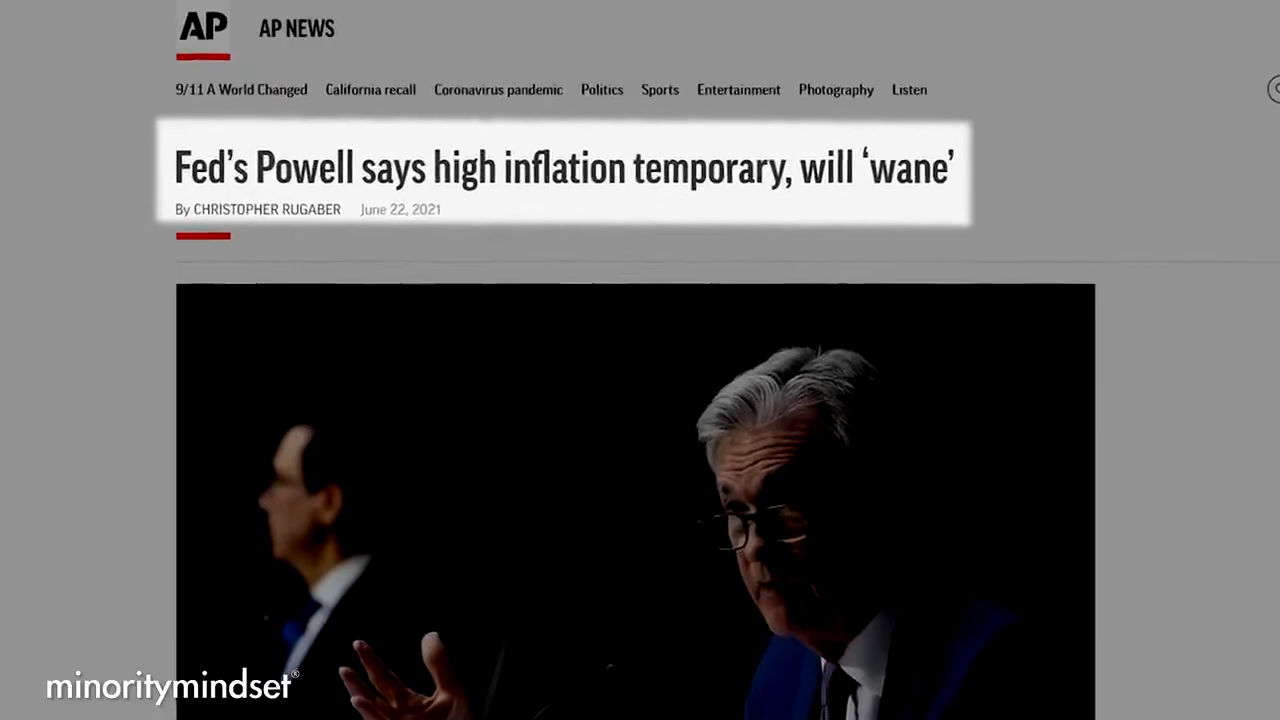 AP AP NEWS
9/11 A World Changed California recall Coronavirus pandemic Politics Sports Entertainment Photography Listen
Fed’s Powell says high inflation temporary, will ‘wane’
By CHRISTOPHER RUGABER June 22, 2021
minoritymindset®